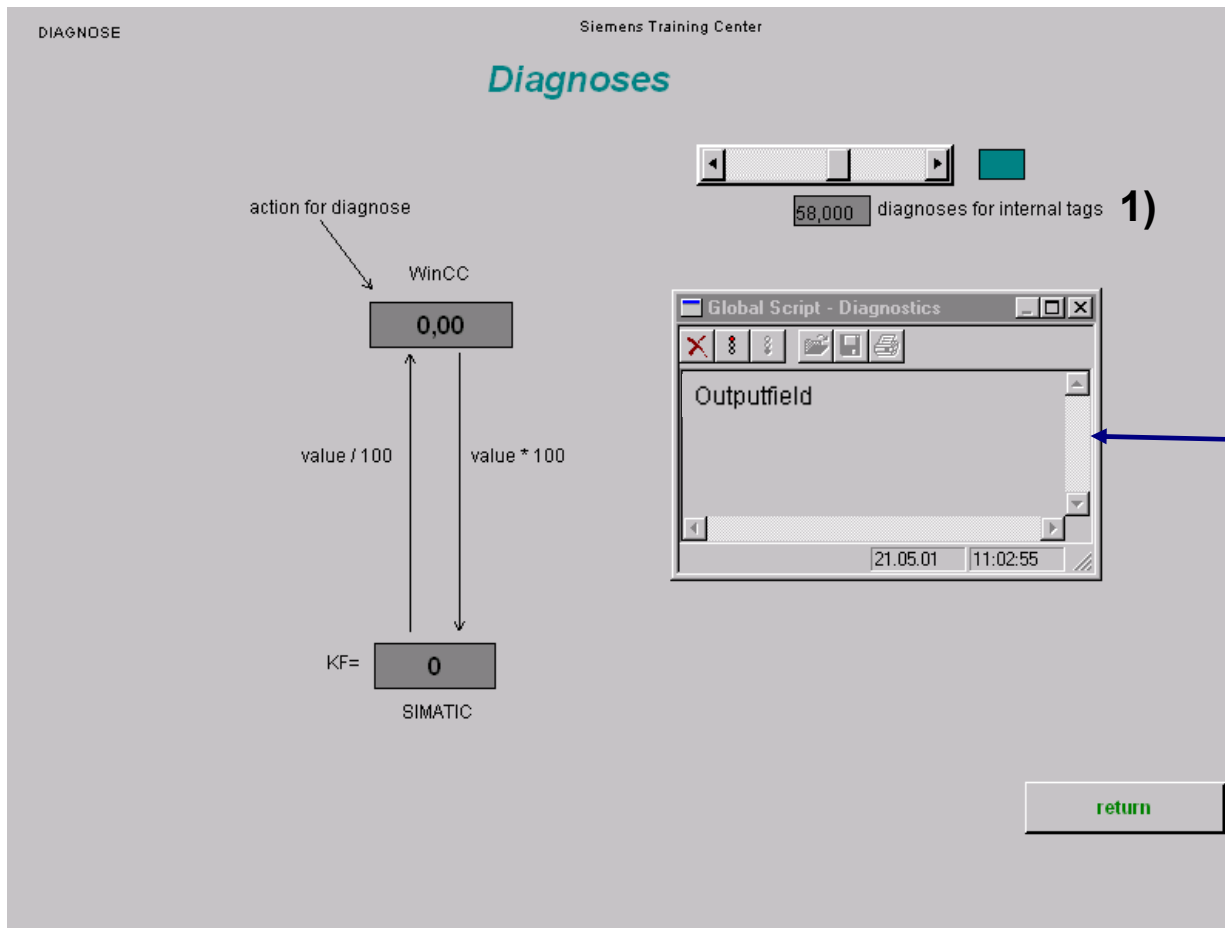 DIAGNOSE
Siemens Training Center
Diagnoses
58,000 diagnoses for internal tags 1)
action for diagnose
WinCC
0,00
value / 100
value * 100
KF= 0
SIMATIC
Global Script - Diagnostics
Outputfield
21.05.01 11:02:55
return